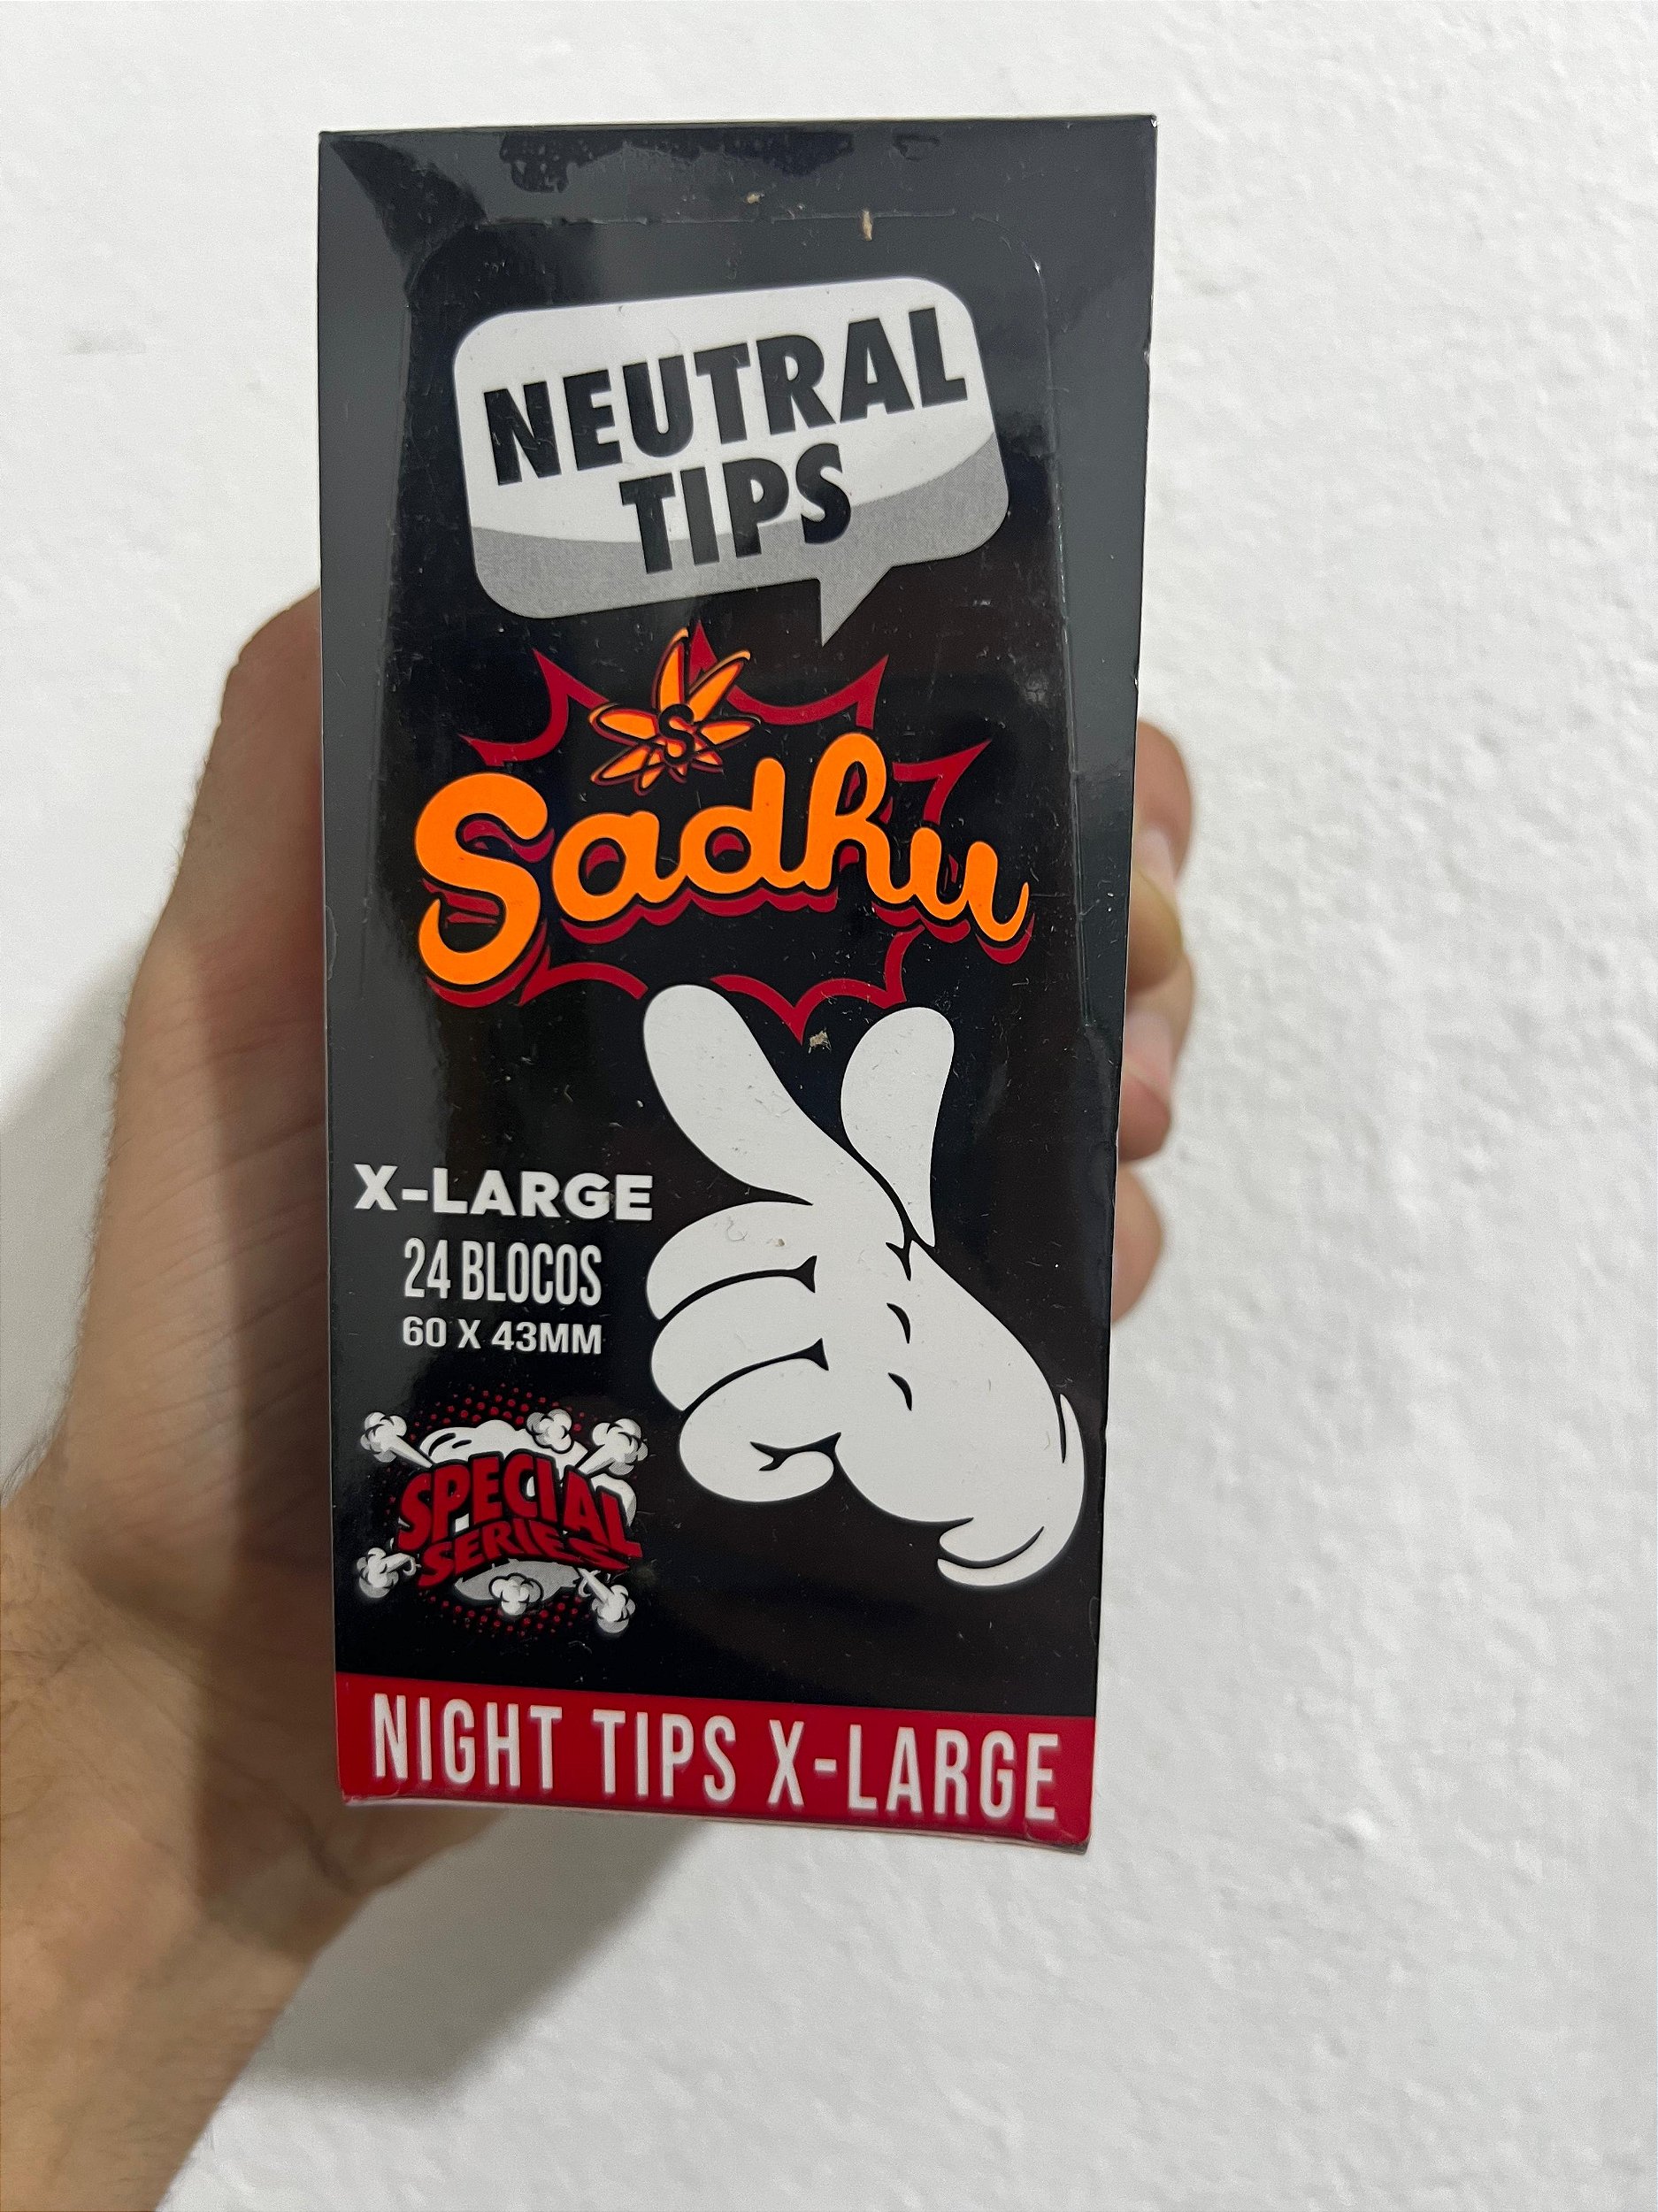 NEUTRAL
TIPS
S
Sadhu
X-LARGE
24 BLOCOS
60 X 43MM
SPECIAL
SERIES
NIGHT TIPS X-LARGE